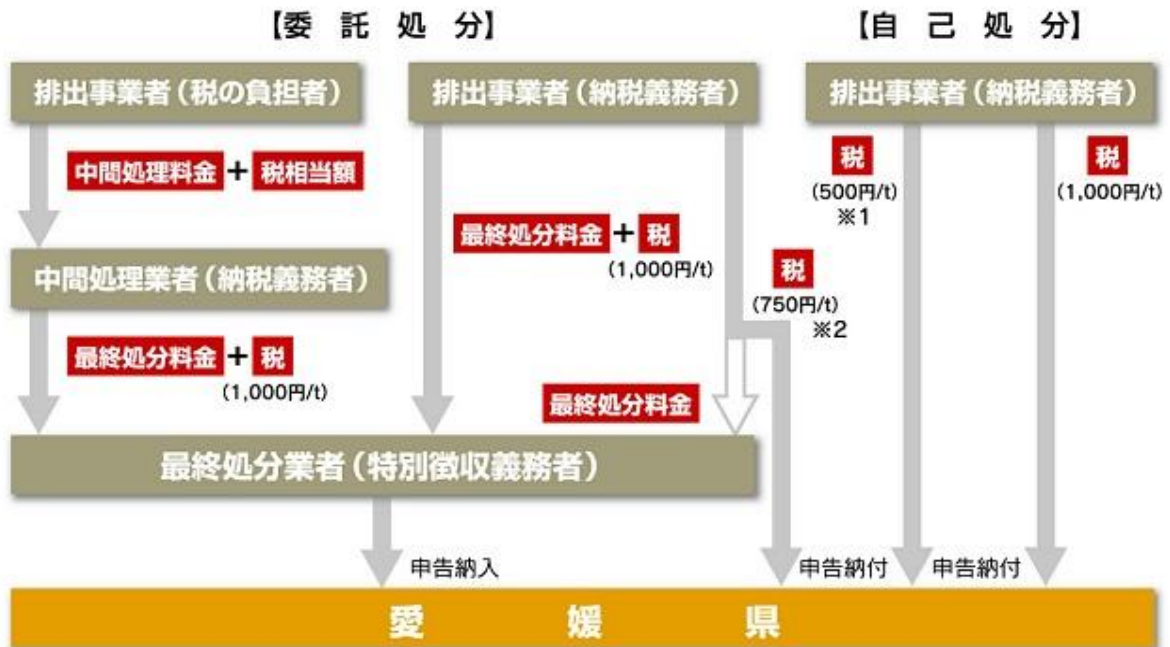 【委託処分】
【自己処分】
排出事業者(税の負担者)
排出事業者(納税義務者)
排出事業者(納税義務者)
中間処理料金+税相当額
税
(500円/t)
※1
税
(1,000円/t)
最終処分料金+税
(1,000円/t)
税
(750円/t)
※2
中間処理業者(納税義務者)
最終処分料金+税
(1,000円/t)
最終処分料金
最終処分業者(特別徴収義務者)
申告納入
申告納付
申告納付
愛媛県